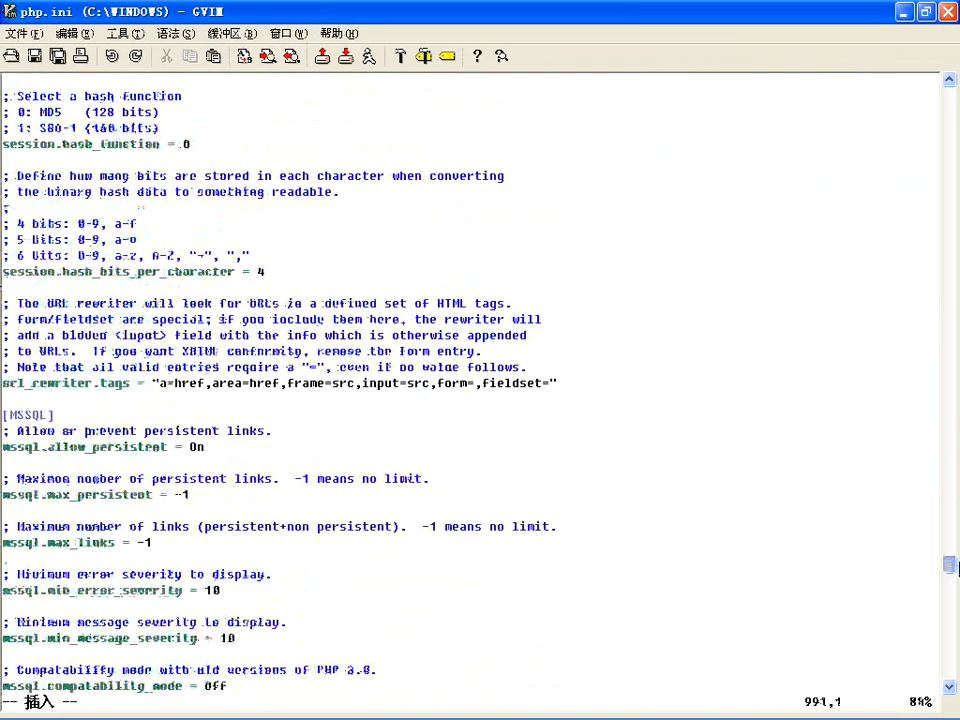 php.ini (C:\WINDOWS) - GVIM
文件(F) 编辑(E) 工具(T) 语法(S) 缓冲区(B) 窗口(W) 帮助(H)
; Select a hash function
; 0: MD5   (128 bits)
; 1: SHA-1 (160 bits)
session.hash_function = 0
; Define how many bits are stored in each character when converting
; the binary hash data to something readable.
;
; 4 bits: 0-9, a-f
; 5 bits: 0-9, a-v
; 6 bits: 0-9, a-z, A-Z, "-", ","
session.hash_bits_per_character = 4
; The URL rewriter will look for URLs in a defined set of HTML tags.
; form/fieldset are special; if you include them here, the rewriter will
; add a hidden <input> field with the info which is otherwise appended
; to URLs.  If you want XHTML conformity, remove the form entry.
; Note that all valid entries require a "=", even if no value follows.
url_rewriter.tags = "a=href,area=href,frame=src,input=src,form=,fieldset="
[MSSQL]
; Allow or prevent persistent links.
mssql.allow_persistent = On
; Maximum number of persistent links.  -1 means no limit.
mssql.max_persistent = -1
; Maximum number of links (persistent+non persistent).  -1 means no limit.
mssql.max_links = -1
; Minimum error severity to display.
mssql.min_error_severity = 10
; Minimum message severity to display.
mssql.min_message_severity = 10
; Compatability mode with old versions of PHP 3.0.
mssql.compatability_mode = Off
-- 插入 --
991,1